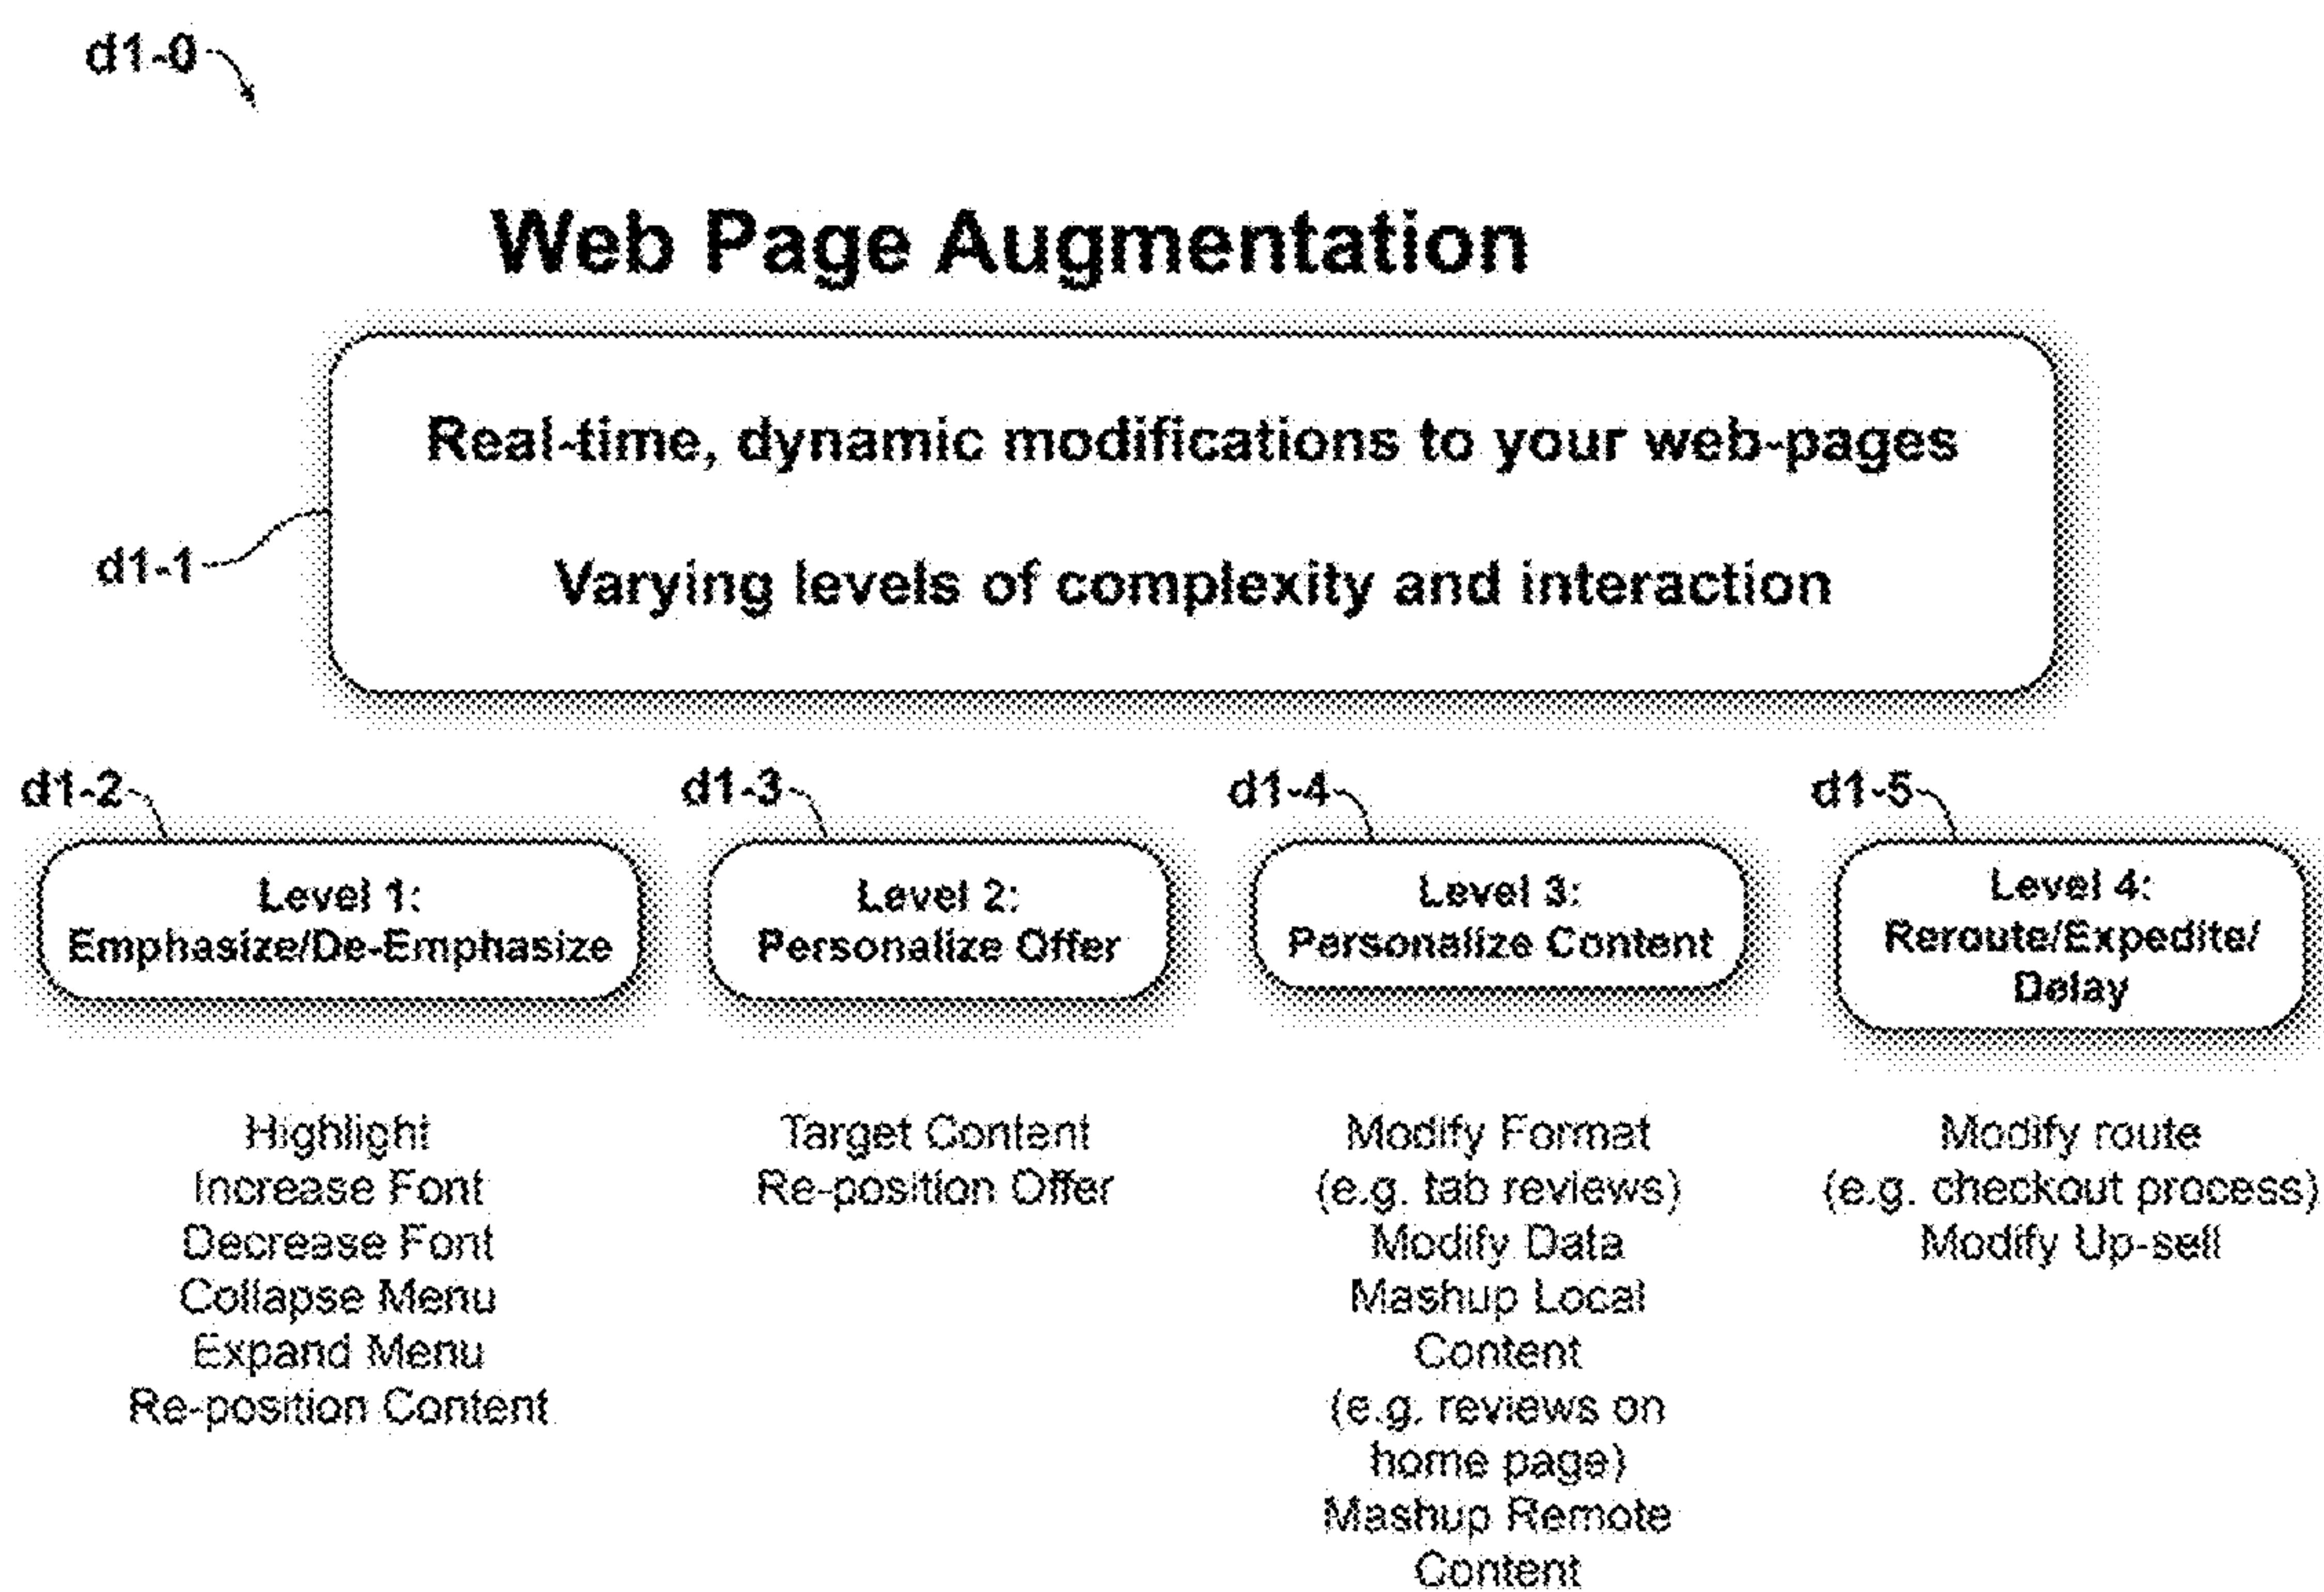 d1-0
Web Page Augmentation
Real-time, dynamic modifications to your web-pages
d1-1
Varying levels of complexity and interaction
d1-2
Level 1:
Emphasize/De-Emphasize
Highlight
Increase Font
Decrease Font
Collapse Menu
Expand Menu
Re-position Content
d1-3
Level 2:
Personalize Offer
Target Content
Re-position Offer
d1-4
Level 3:
Personalize Content
Modify Format
(e.g. tab reviews)
Modify Data
Mashup Local
Content
(e.g. reviews on
home page)
Mashup Remote
Content
d1-5
Level 4:
Reroute/Expedite/
Delay
Modify route
(e.g. checkout process)
Modify Up-sell